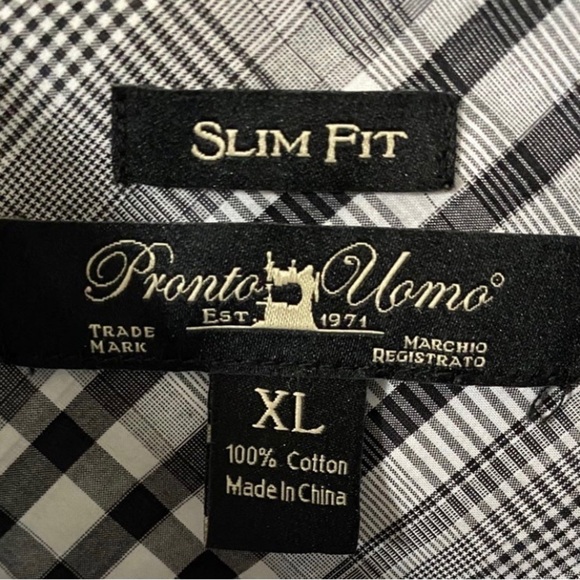 SLIM FIT
Pronto Uomo°
EST. 1971
TRADE MARK
MARCHIO REGISTRATO
XL
100% Cotton
Made In China